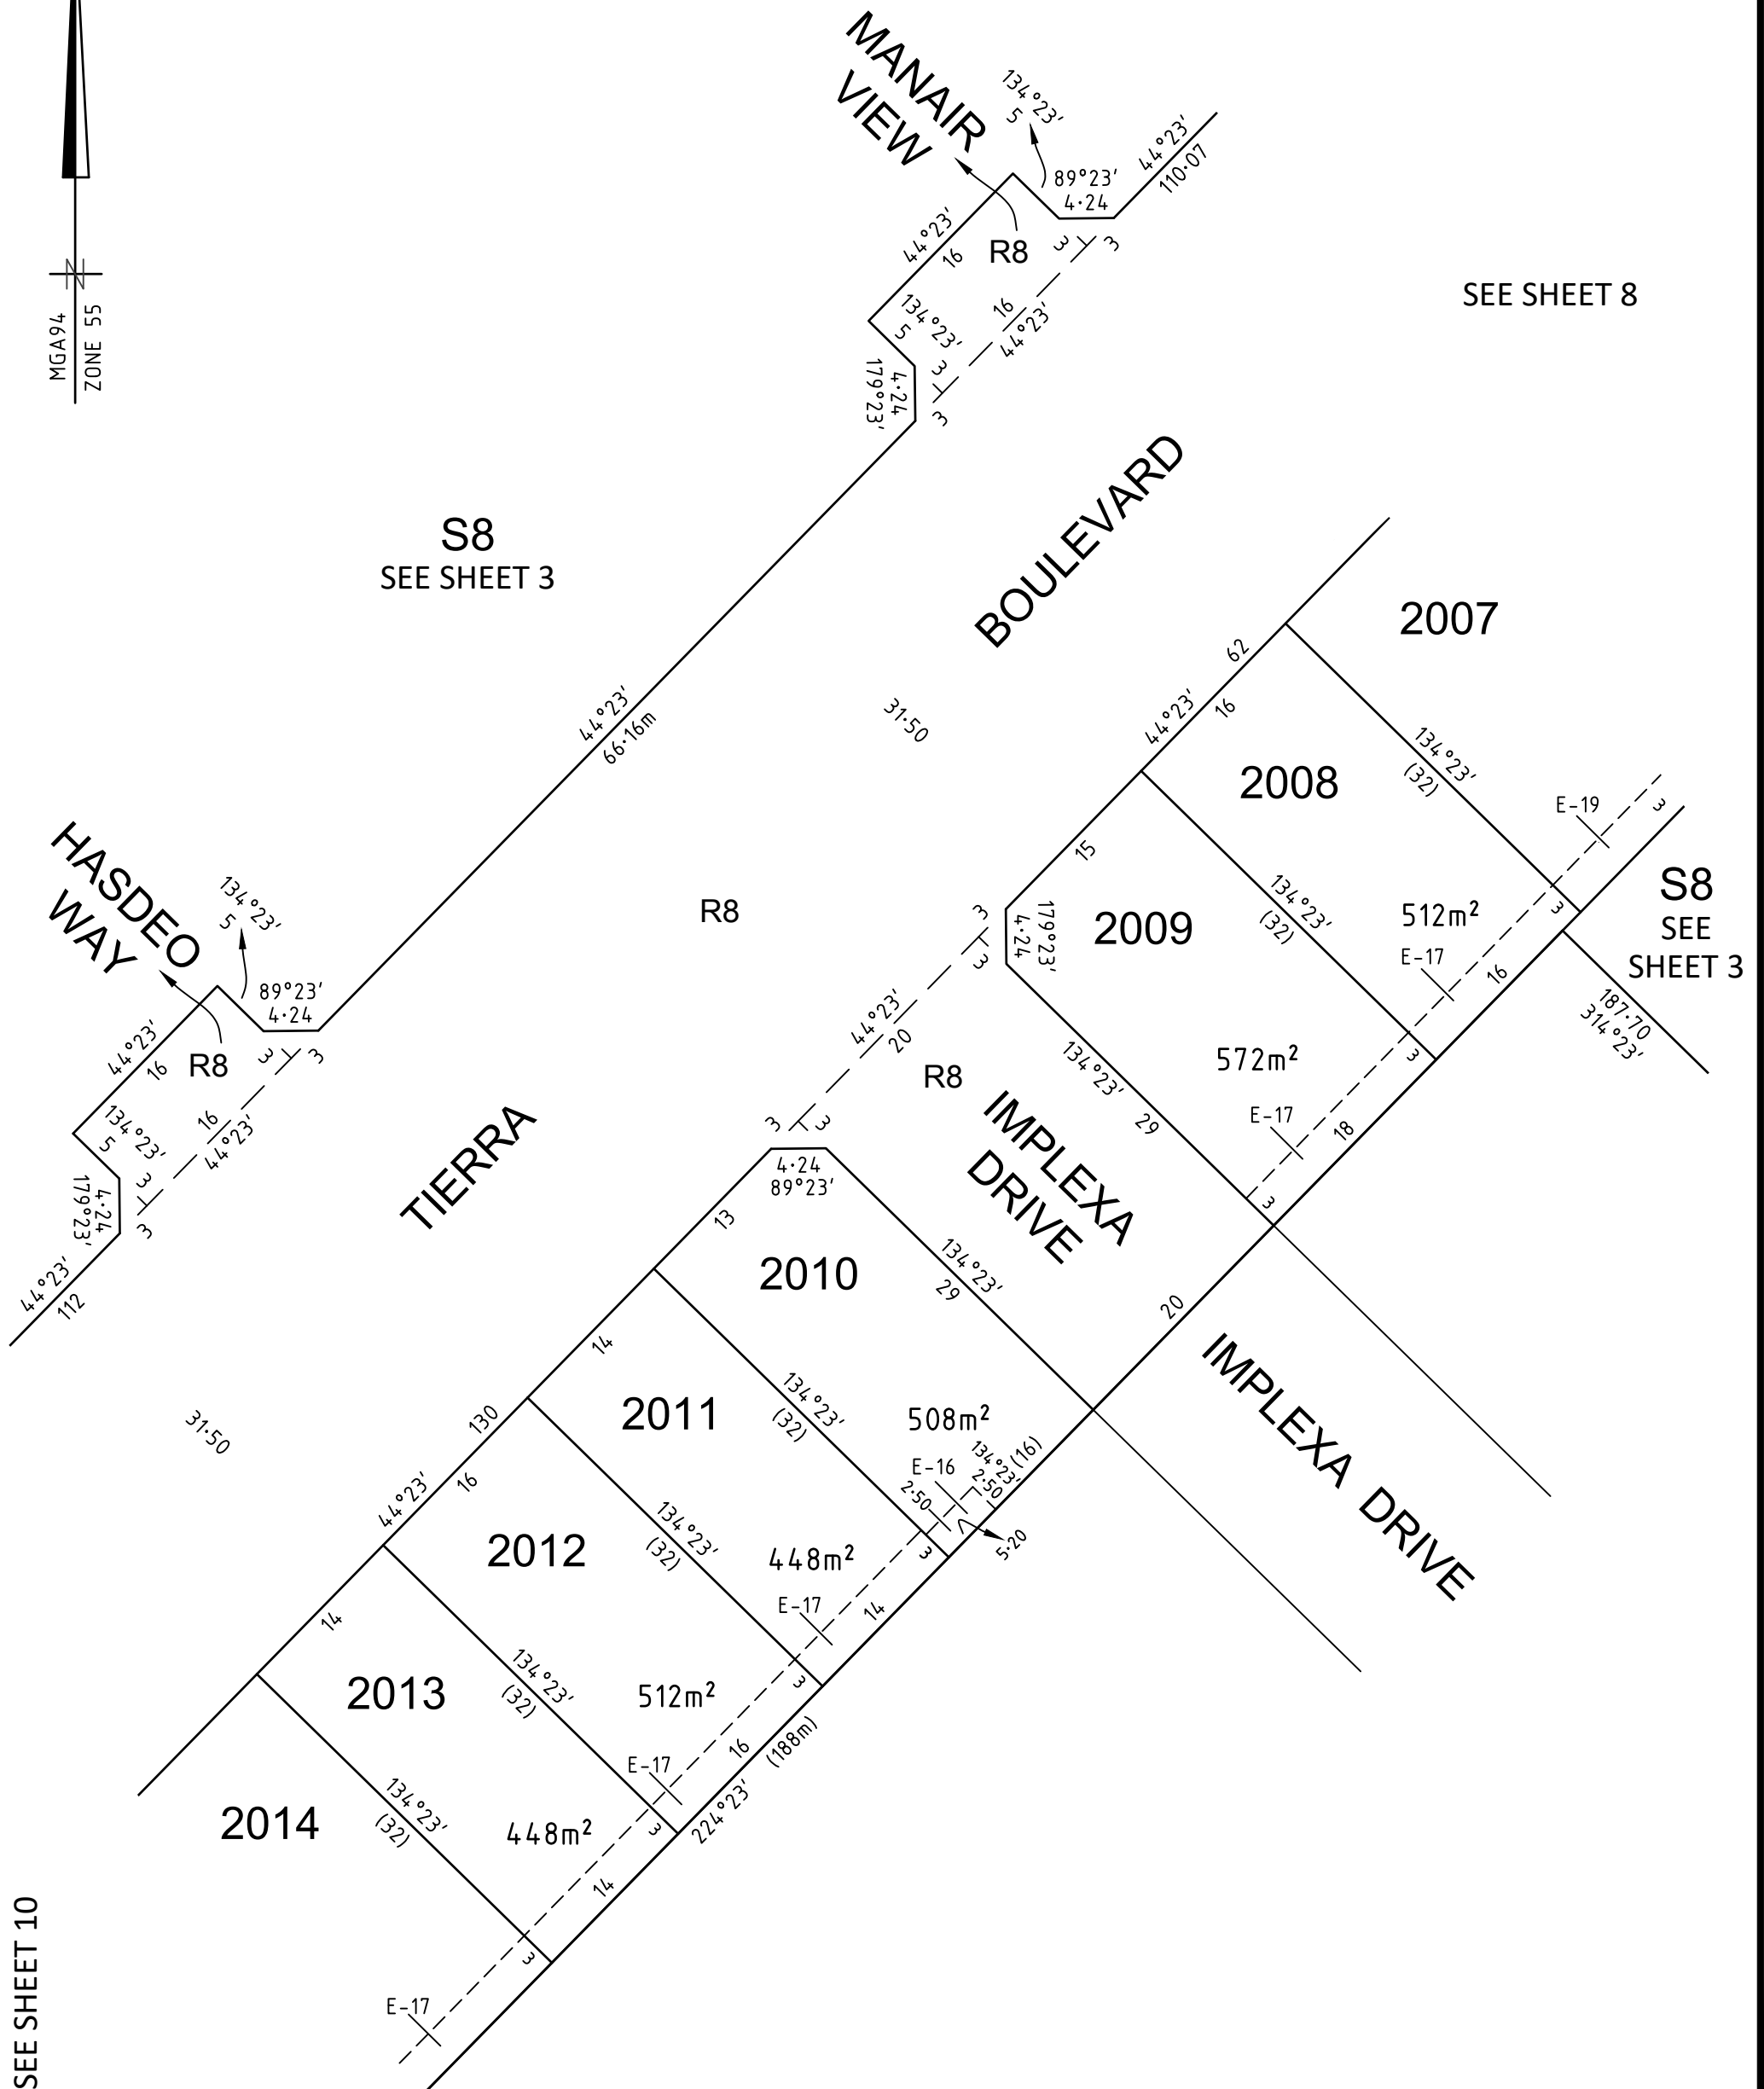 MANAIR
VIEW
134°23'
5
44°23'
110·07
89°23'
4·24
44°23'
16
R8
3
3
134°23'
5
16
44°23'
3
3
4·24
179°23'
MGA94
ZONE 55
N
SEE SHEET 8
S8
SEE SHEET 3
BOULEVARD
2007
62
44°23'
16
44°23'
66·16m
31·50
2008
134°23'
(32)
E-19
3
15
HASDEO
WAY
134°23'
5
R8
3
3
179°23'
4·24
2009
134°23'
(32)
512m²
E-17
3
16
S8
SEE
SHEET 3
187·70
314°23'
89°23'
4·24
44°23'
16
R8
3
3
134°23'
5
16
44°23'
3
3
4·24
179°23'
44°23'
112
44°23'
20
R8
IMPLEXA
DRIVE
134°23'
29
572m²
3
E-17
18
3
TIERRA
3
3
4·24
89°23'
13
2010
134°23'
29
20
IMPLEXA DRIVE
14
2011
134°23'
(32)
508m²
E-16
134°23'
2·50
(16)
2·50
5·20
3
31·50
130
44°23'
16
2012
134°23'
(32)
448m²
E-17
14
3
14
2013
134°23'
(32)
512m²
E-17
16
(188m)
224°23'
3
2014
134°23'
(32)
448m²
14
3
E-17
SEE SHEET 10